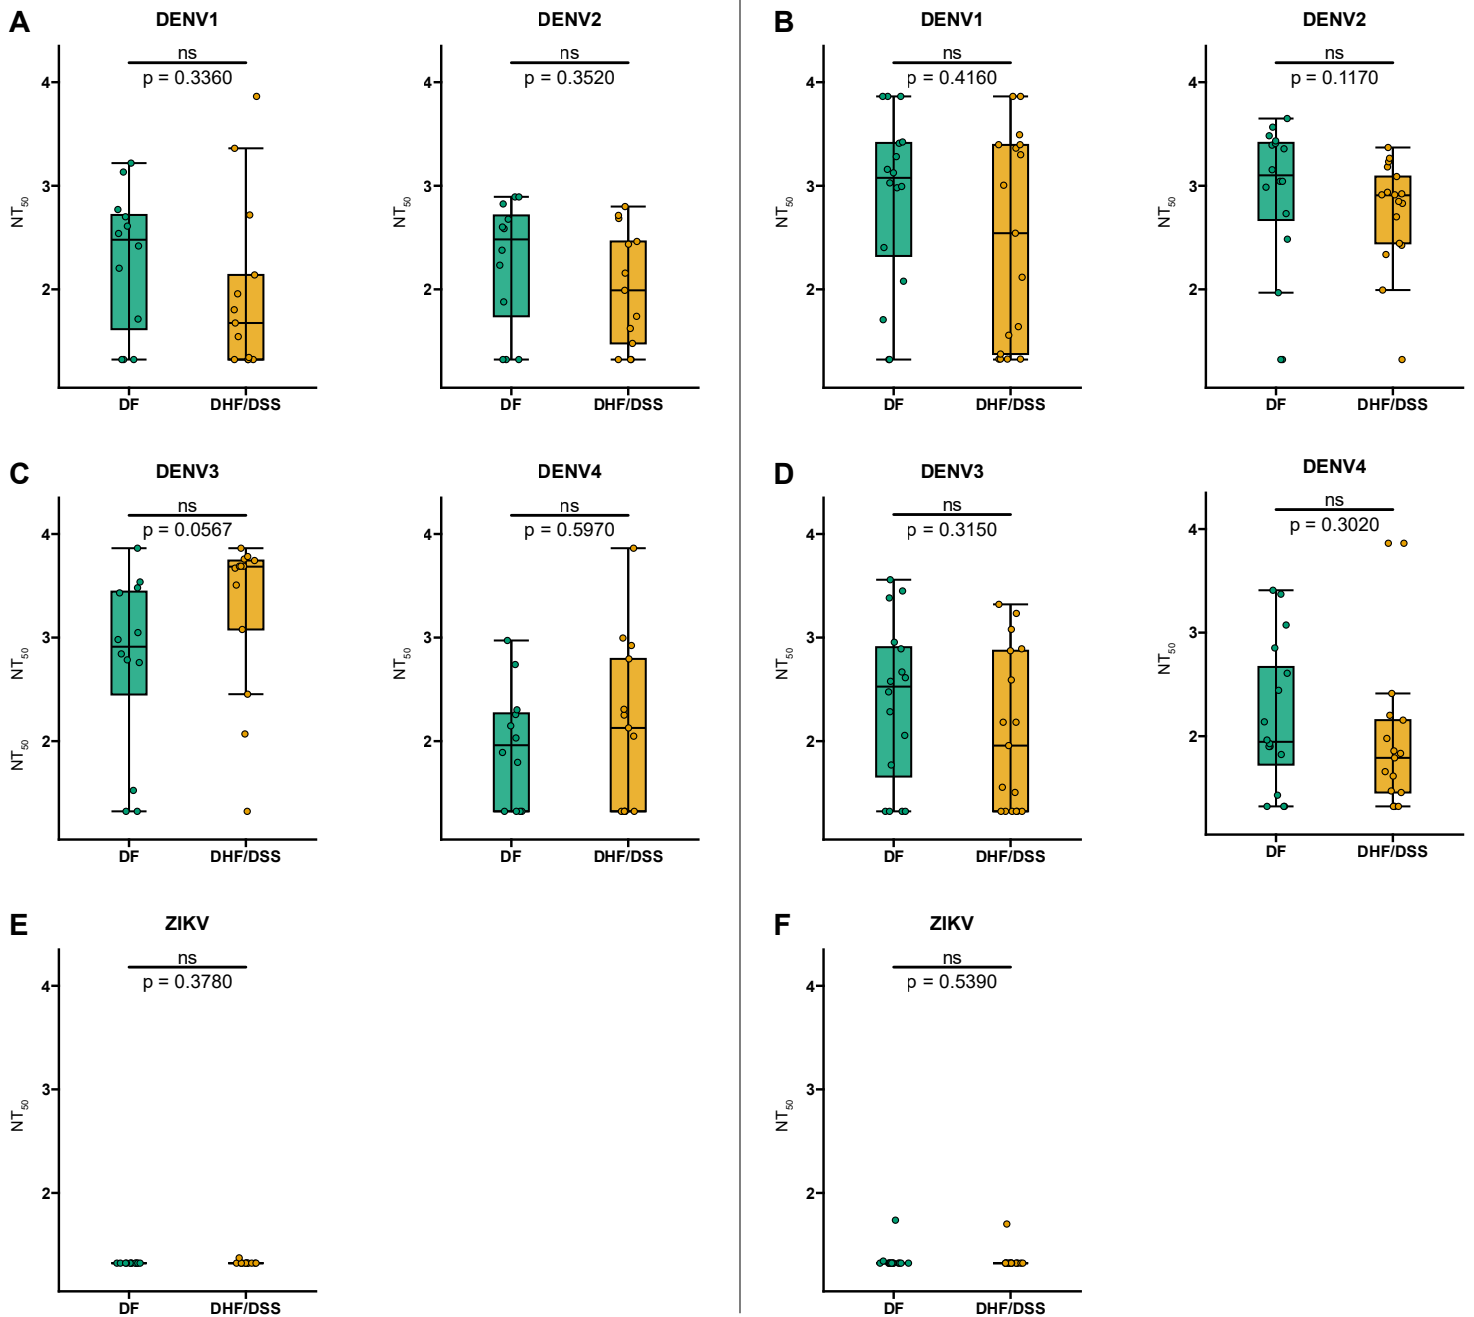 A
DENV1
ns
p = 0.3360
4
3
2
NT50
DF
DHF/DSS
DENV2
ns
p = 0.3520
4
3
2
NT50
DF
DHF/DSS
B
DENV1
ns
p = 0.4160
4
3
2
NT50
DF
DHF/DSS
DENV2
ns
p = 0.1170
4
3
2
NT50
DF
DHF/DSS
C
DENV3
ns
p = 0.0567
4
3
2
NT50
NT50
DF
DHF/DSS
DENV4
ns
p = 0.5970
4
3
2
NT50
DF
DHF/DSS
D
DENV3
ns
p = 0.3150
4
3
2
NT50
DF
DHF/DSS
DENV4
ns
p = 0.3020
4
3
2
NT50
DF
DHF/DSS
E
ZIKV
ns
p = 0.3780
4
3
2
NT50
DF
DHF/DSS
F
ZIKV
ns
p = 0.5390
4
3
2
NT50
DF
DHF/DSS